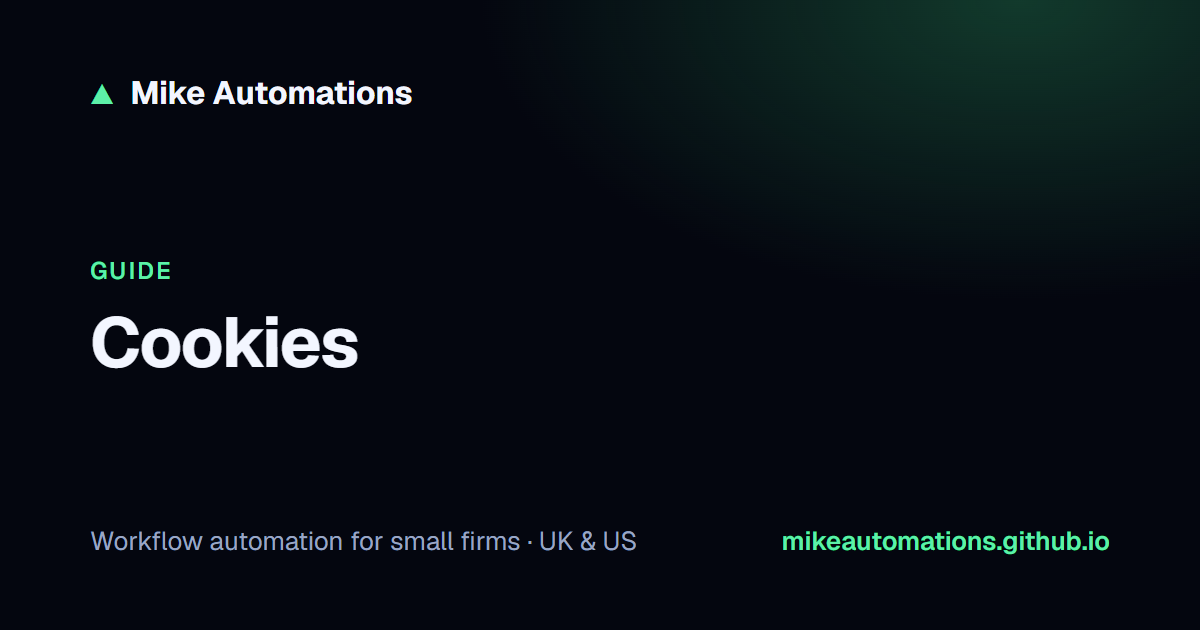 Mike Automations
GUIDE
Cookies
Workflow automation for small firms · UK & US
mikeautomations.github.io